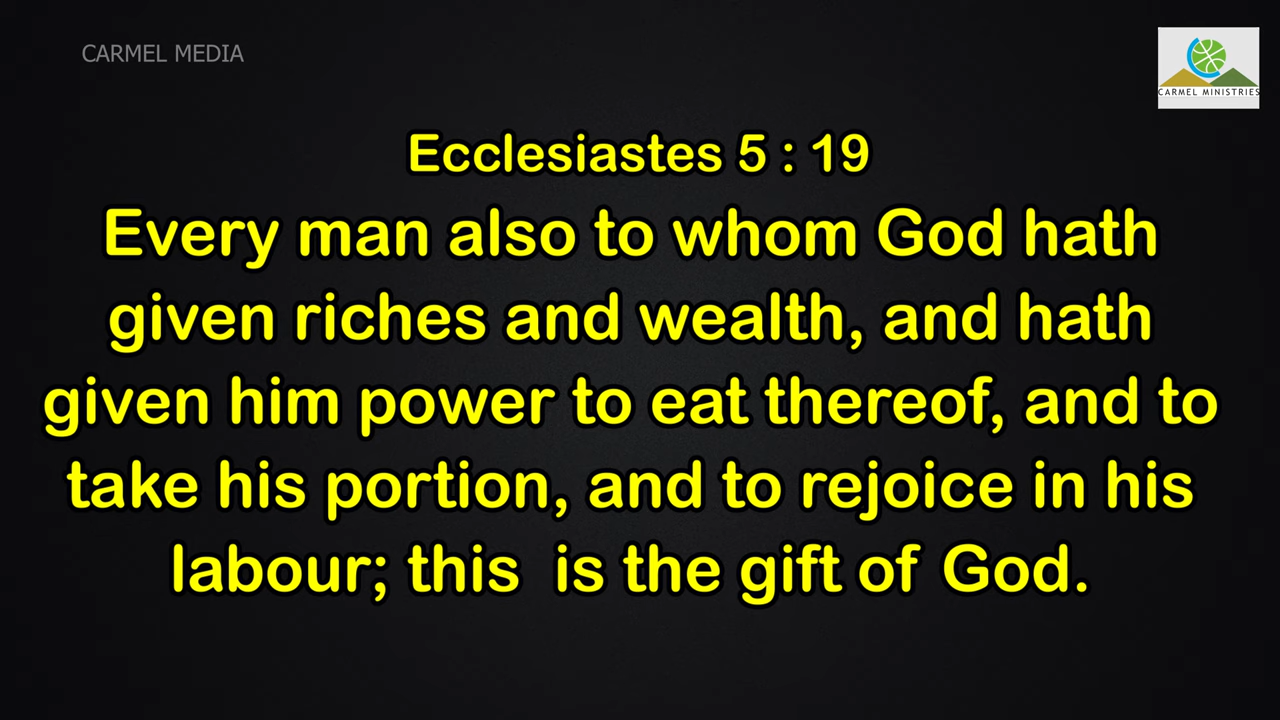 CARMEL MEDIA
CARMEL MINISTRIES
Ecclesiastes 5 : 19
Every man also to whom God hath
given riches and wealth, and hath
given him power to eat thereof, and to
take his portion, and to rejoice in his
labour; this  is the gift of God.